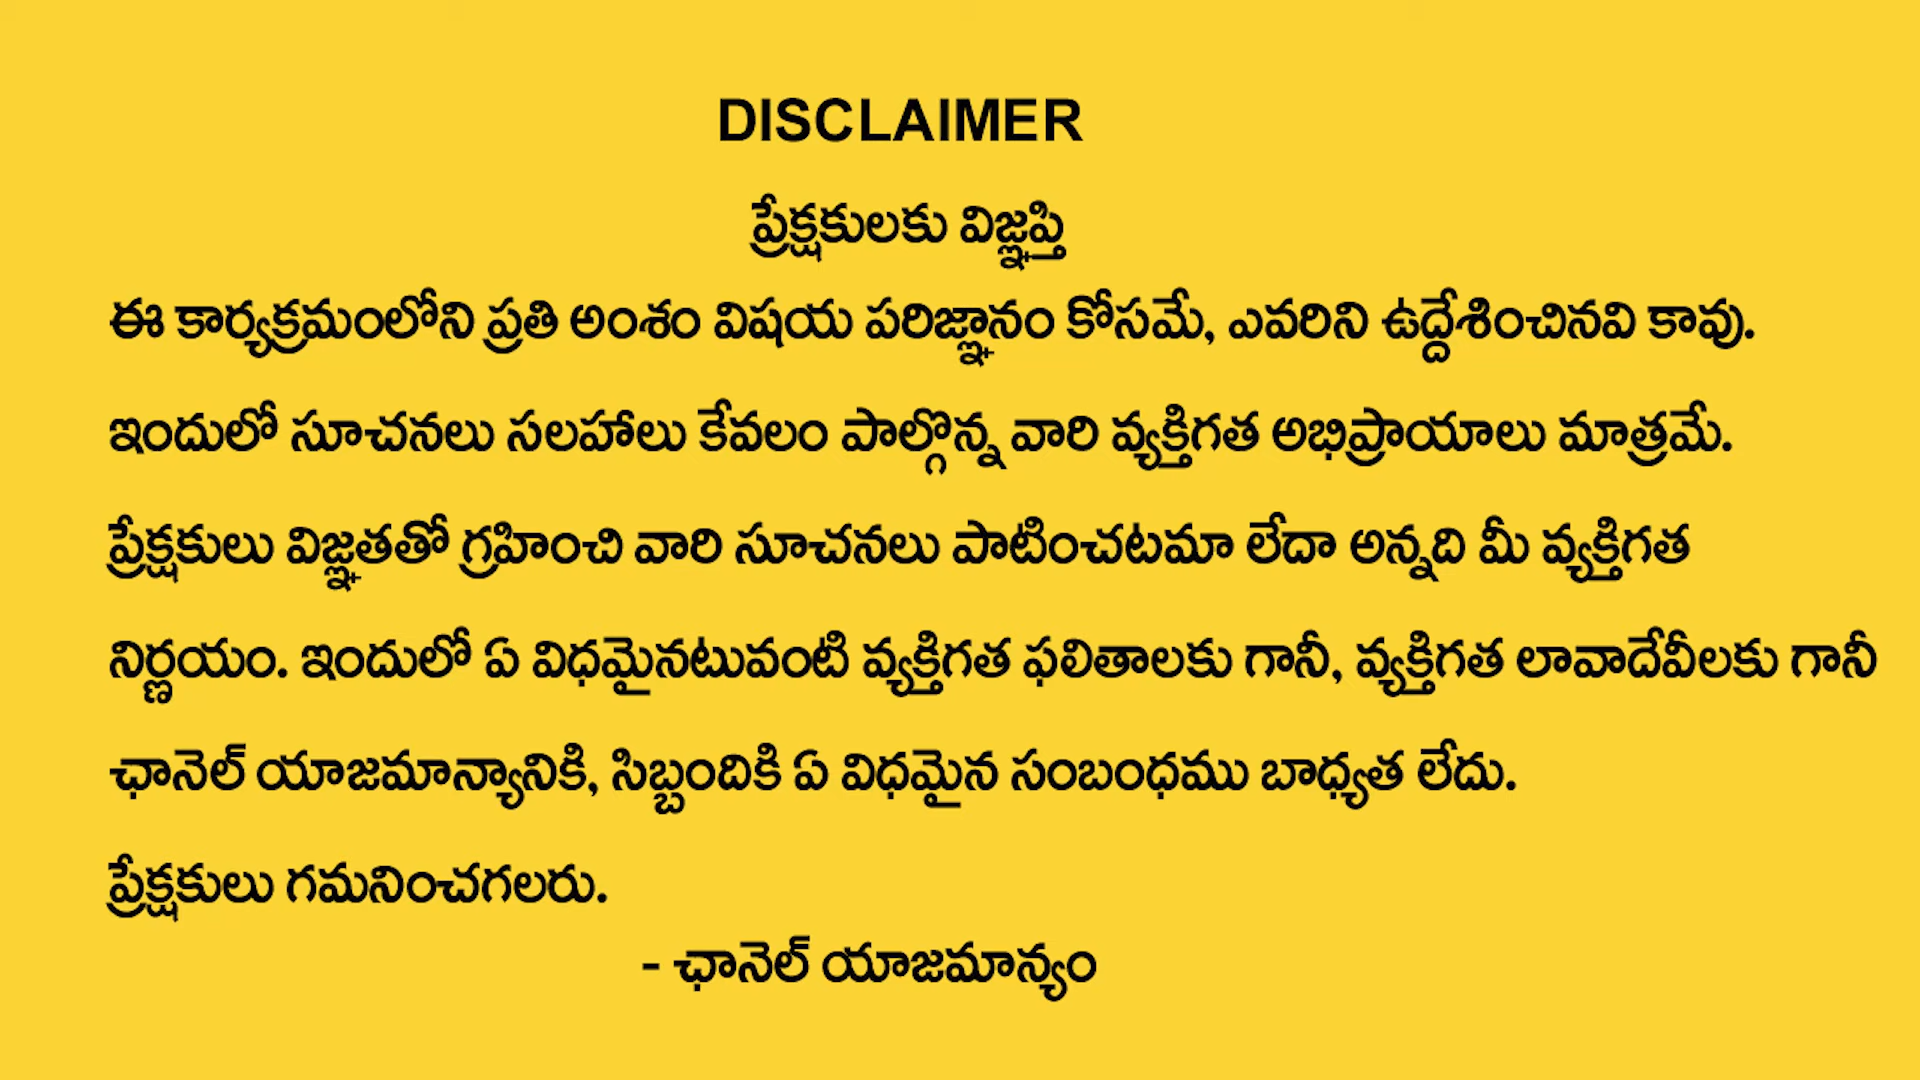 DISCLAIMER
ప్రేక్షకులకు విజ్ఞప్తి
ఈ కార్యక్రమంలోని ప్రతి అంశం విషయ పరిజ్ఞానం కోసమే, ఎవరిని ఉద్దేశించినవి కావు.
ఇందులో సూచనలు సలహాలు కేవలం పాల్గొన్న వారి వ్యక్తిగత అభిప్రాయాలు మాత్రమే.
ప్రేక్షకులు విజ్ఞతతో గ్రహించి వారి సూచనలు పాటించటమా లేదా అన్నది మీ వ్యక్తిగత
నిర్ణయం. ఇందులో ఏ విధమైనటువంటి వ్యక్తిగత ఫలితాలకు గానీ, వ్యక్తిగత లావాదేవీలకు గానీ
ఛానెల్ యాజమాన్యానికి, సిబ్బందికి ఏ విధమైన సంబంధము బాధ్యత లేదు.
ప్రేక్షకులు గమనించగలరు.
- ఛానెల్ యాజమాన్యం